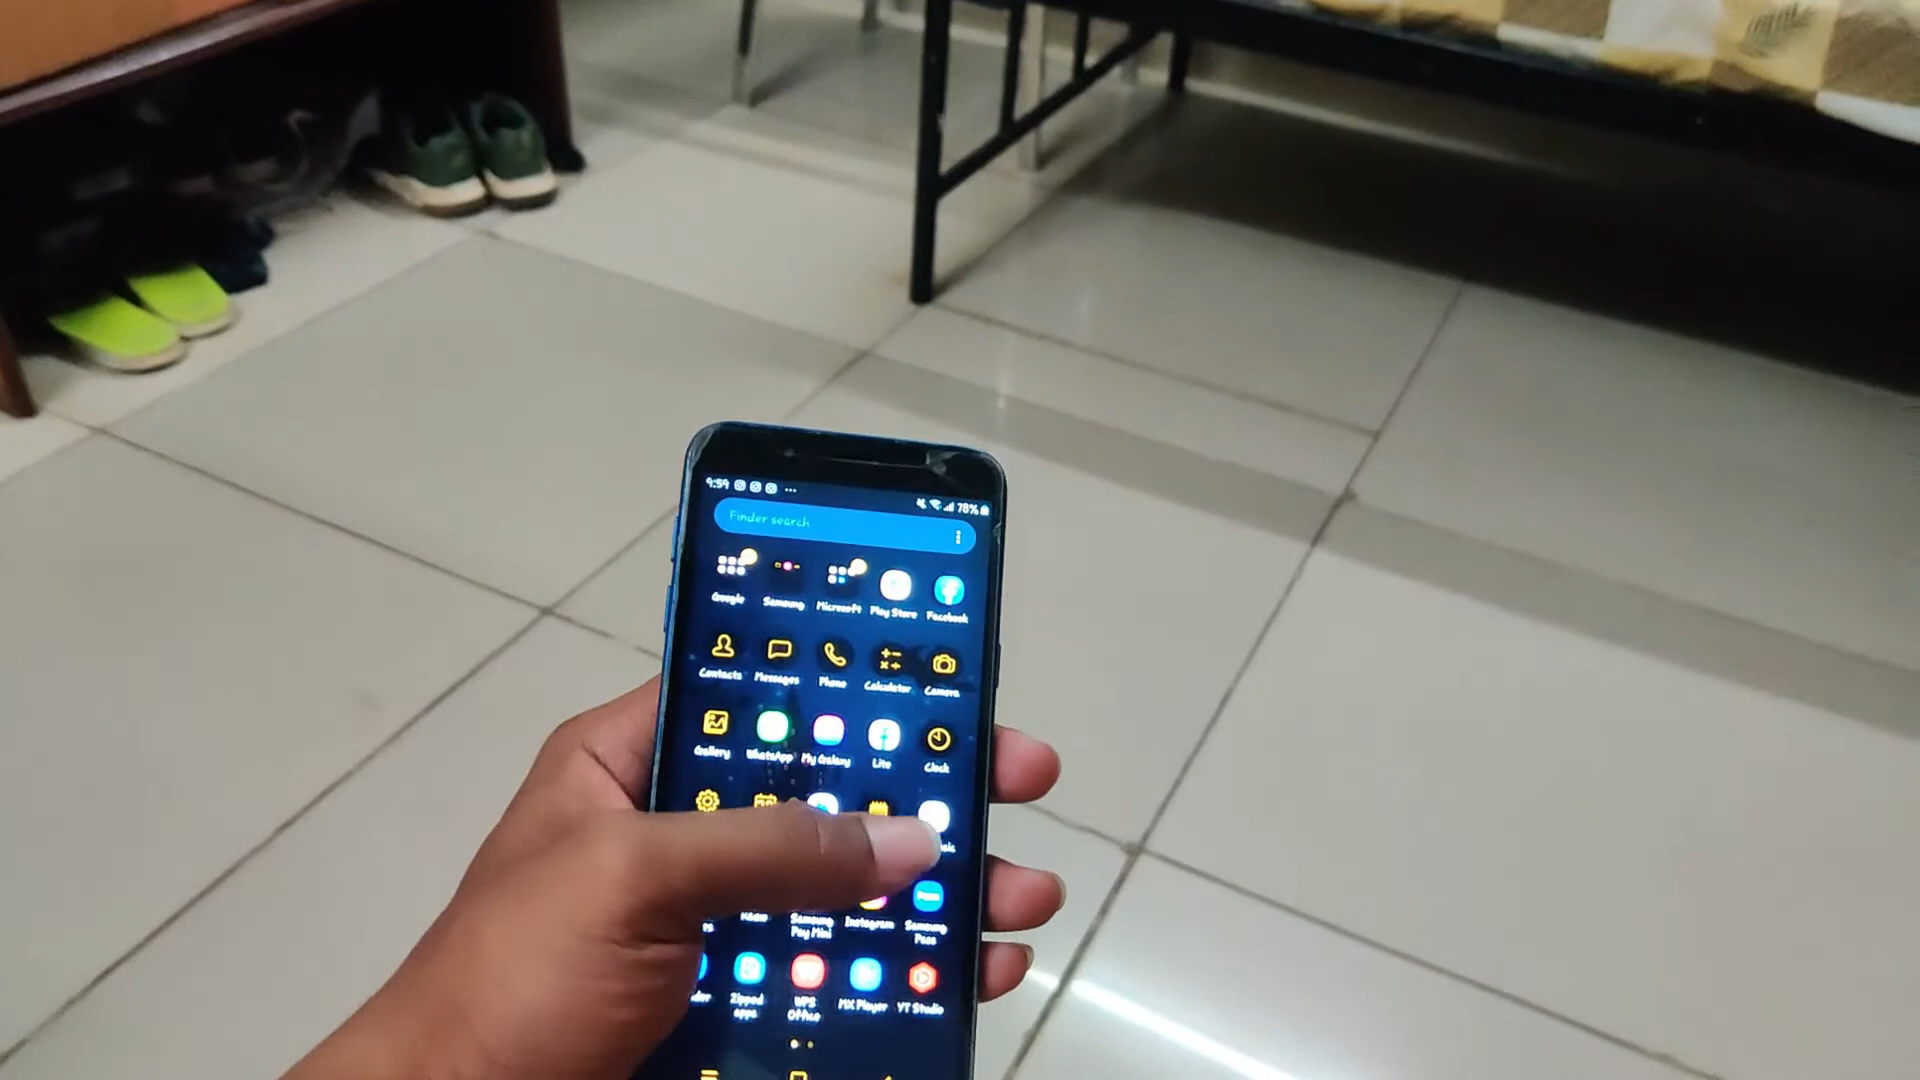 9:59 78%
Finder search
Google Samsung Microsoft Play Store Facebook
Contacts Messages Phone Calculator Camera
Gallery WhatsApp My Galaxy Lite Clock
Samsung Pay Mini Instagram Samsung Pass
Zipped apps WPS Office MX Player YT Studio